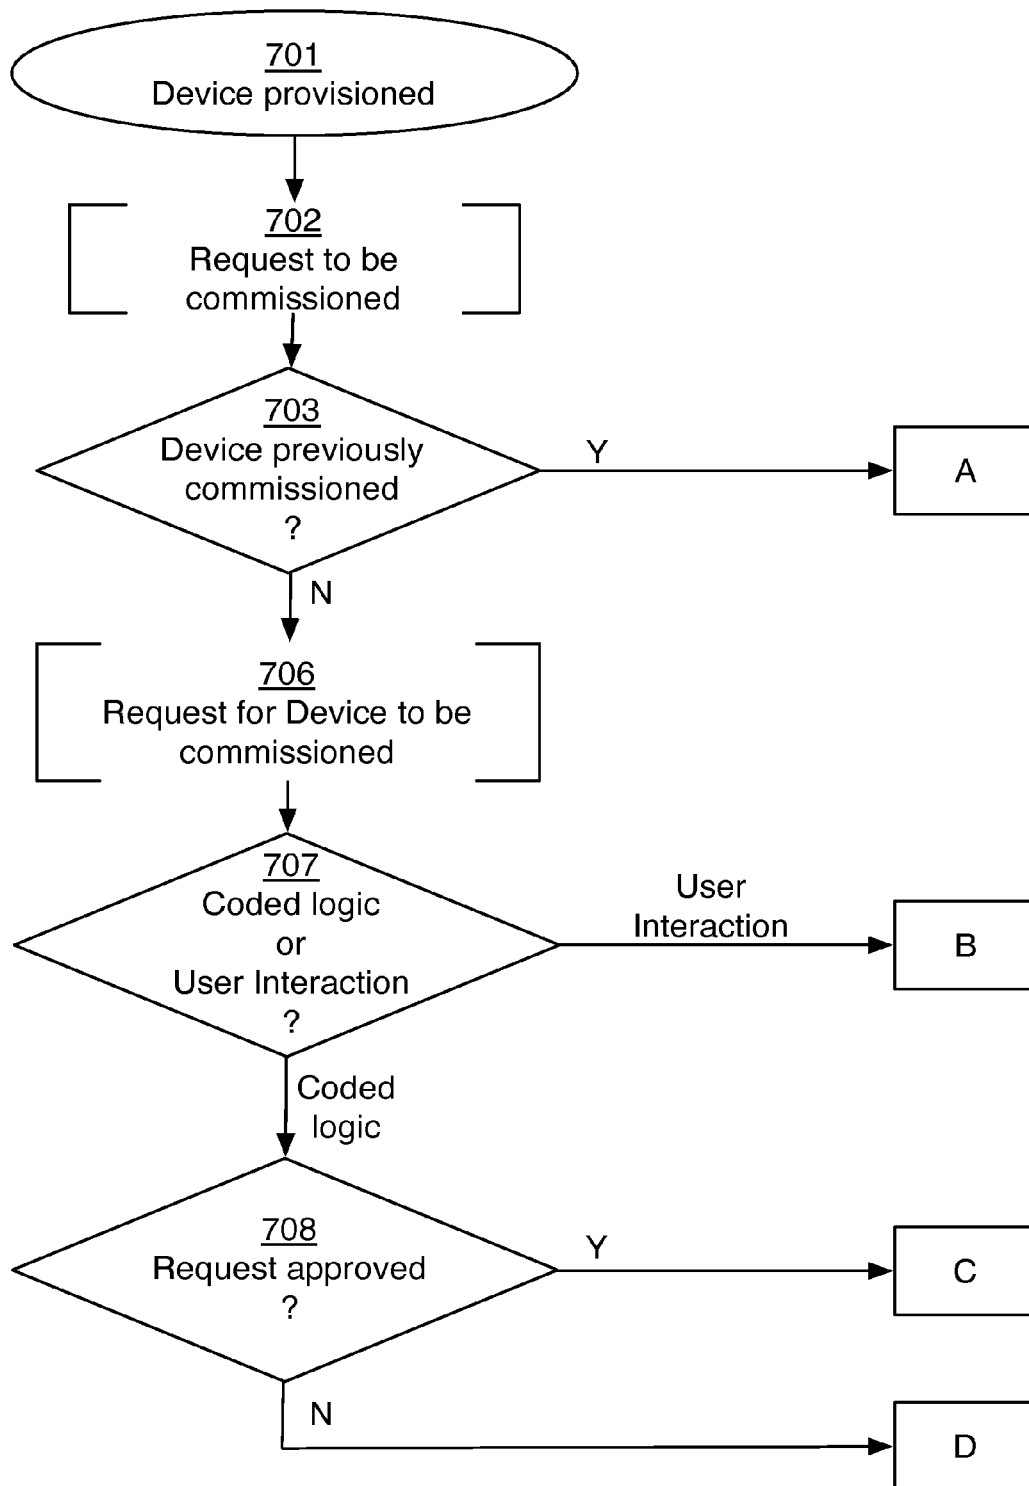 701
Device provisioned
702
Request to be
commissioned
703
Device previously
commissioned
?
Y
A
N
706
Request for Device to be
commissioned
707
Coded logic
or
User Interaction
?
User
Interaction
B
Coded
logic
708
Request approved
?
Y
C
N
D